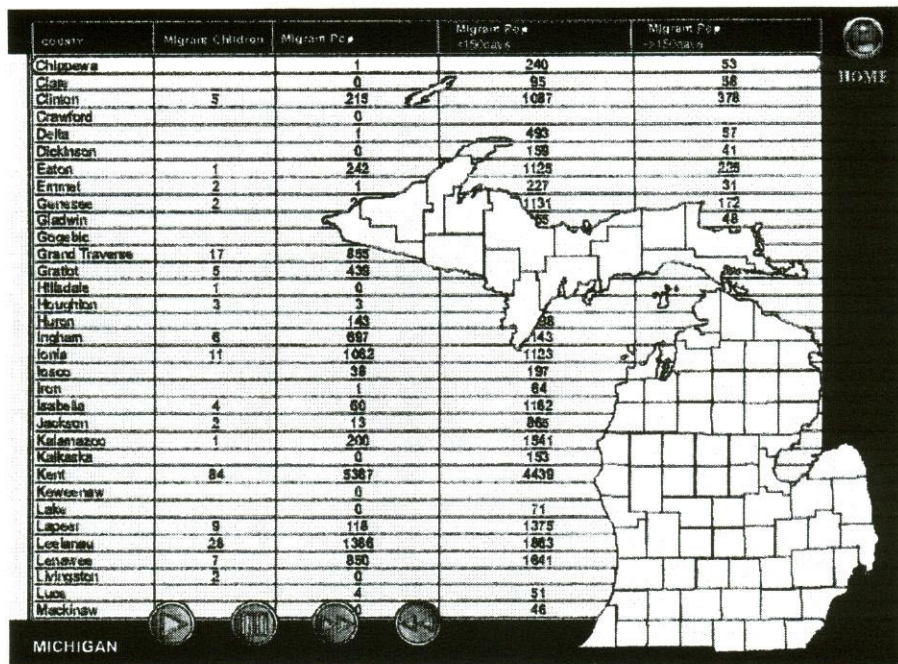 COUNTY Migrant Children Migrant Pop Migrant Pop <150days Migrant Pop ->150days
HOME
Chippewa 1 240 53
Clare 0 95 58
Clinton 5 215 1087 378
Crawford 0
Delta 1 493 57
Dickinson 0 158 41
Eaton 1 242 1125 225
Emmet 2 1 227 31
Genesee 2 1131 172
Gladwin 48
Gogebic
Grand Traverse 17 855
Gratiot 5 439
Hillsdale 1 0
Houghton 3 3
Huron 143
Ingham 6 697 1143
Ionia 11 1062 1123
Iosco 38 197
Iron 1 64
Isabella 4 60 1162
Jackson 2 13 865
Kalamazoo 1 200 1541
Kalkaska 0 153
Kent 84 5387 4439
Keweenaw 0
Lake 0 71
Lapeer 9 118 1375
Leelanau 28 1386 1863
Lenawee 7 850 1641
Livingston 2 0
Luce 4 51
Mackinaw 0 46
MICHIGAN